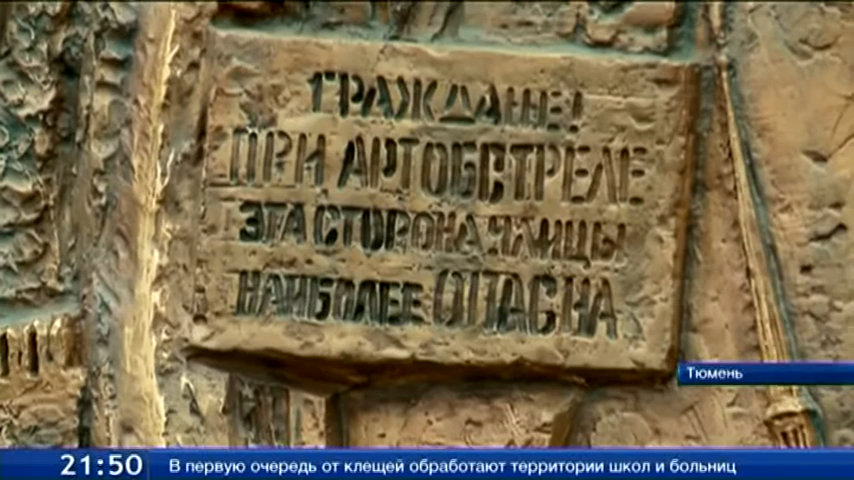 ГРАЖДАНЕ!
ПРИ АРТОБСТРЕЛЕ
ЭТА СТОРОНА УЛИЦЫ
НАИБОЛЕЕ ОПАСНА
Тюмень
21:50 В первую очередь от клещей обработают территории школ и больниц